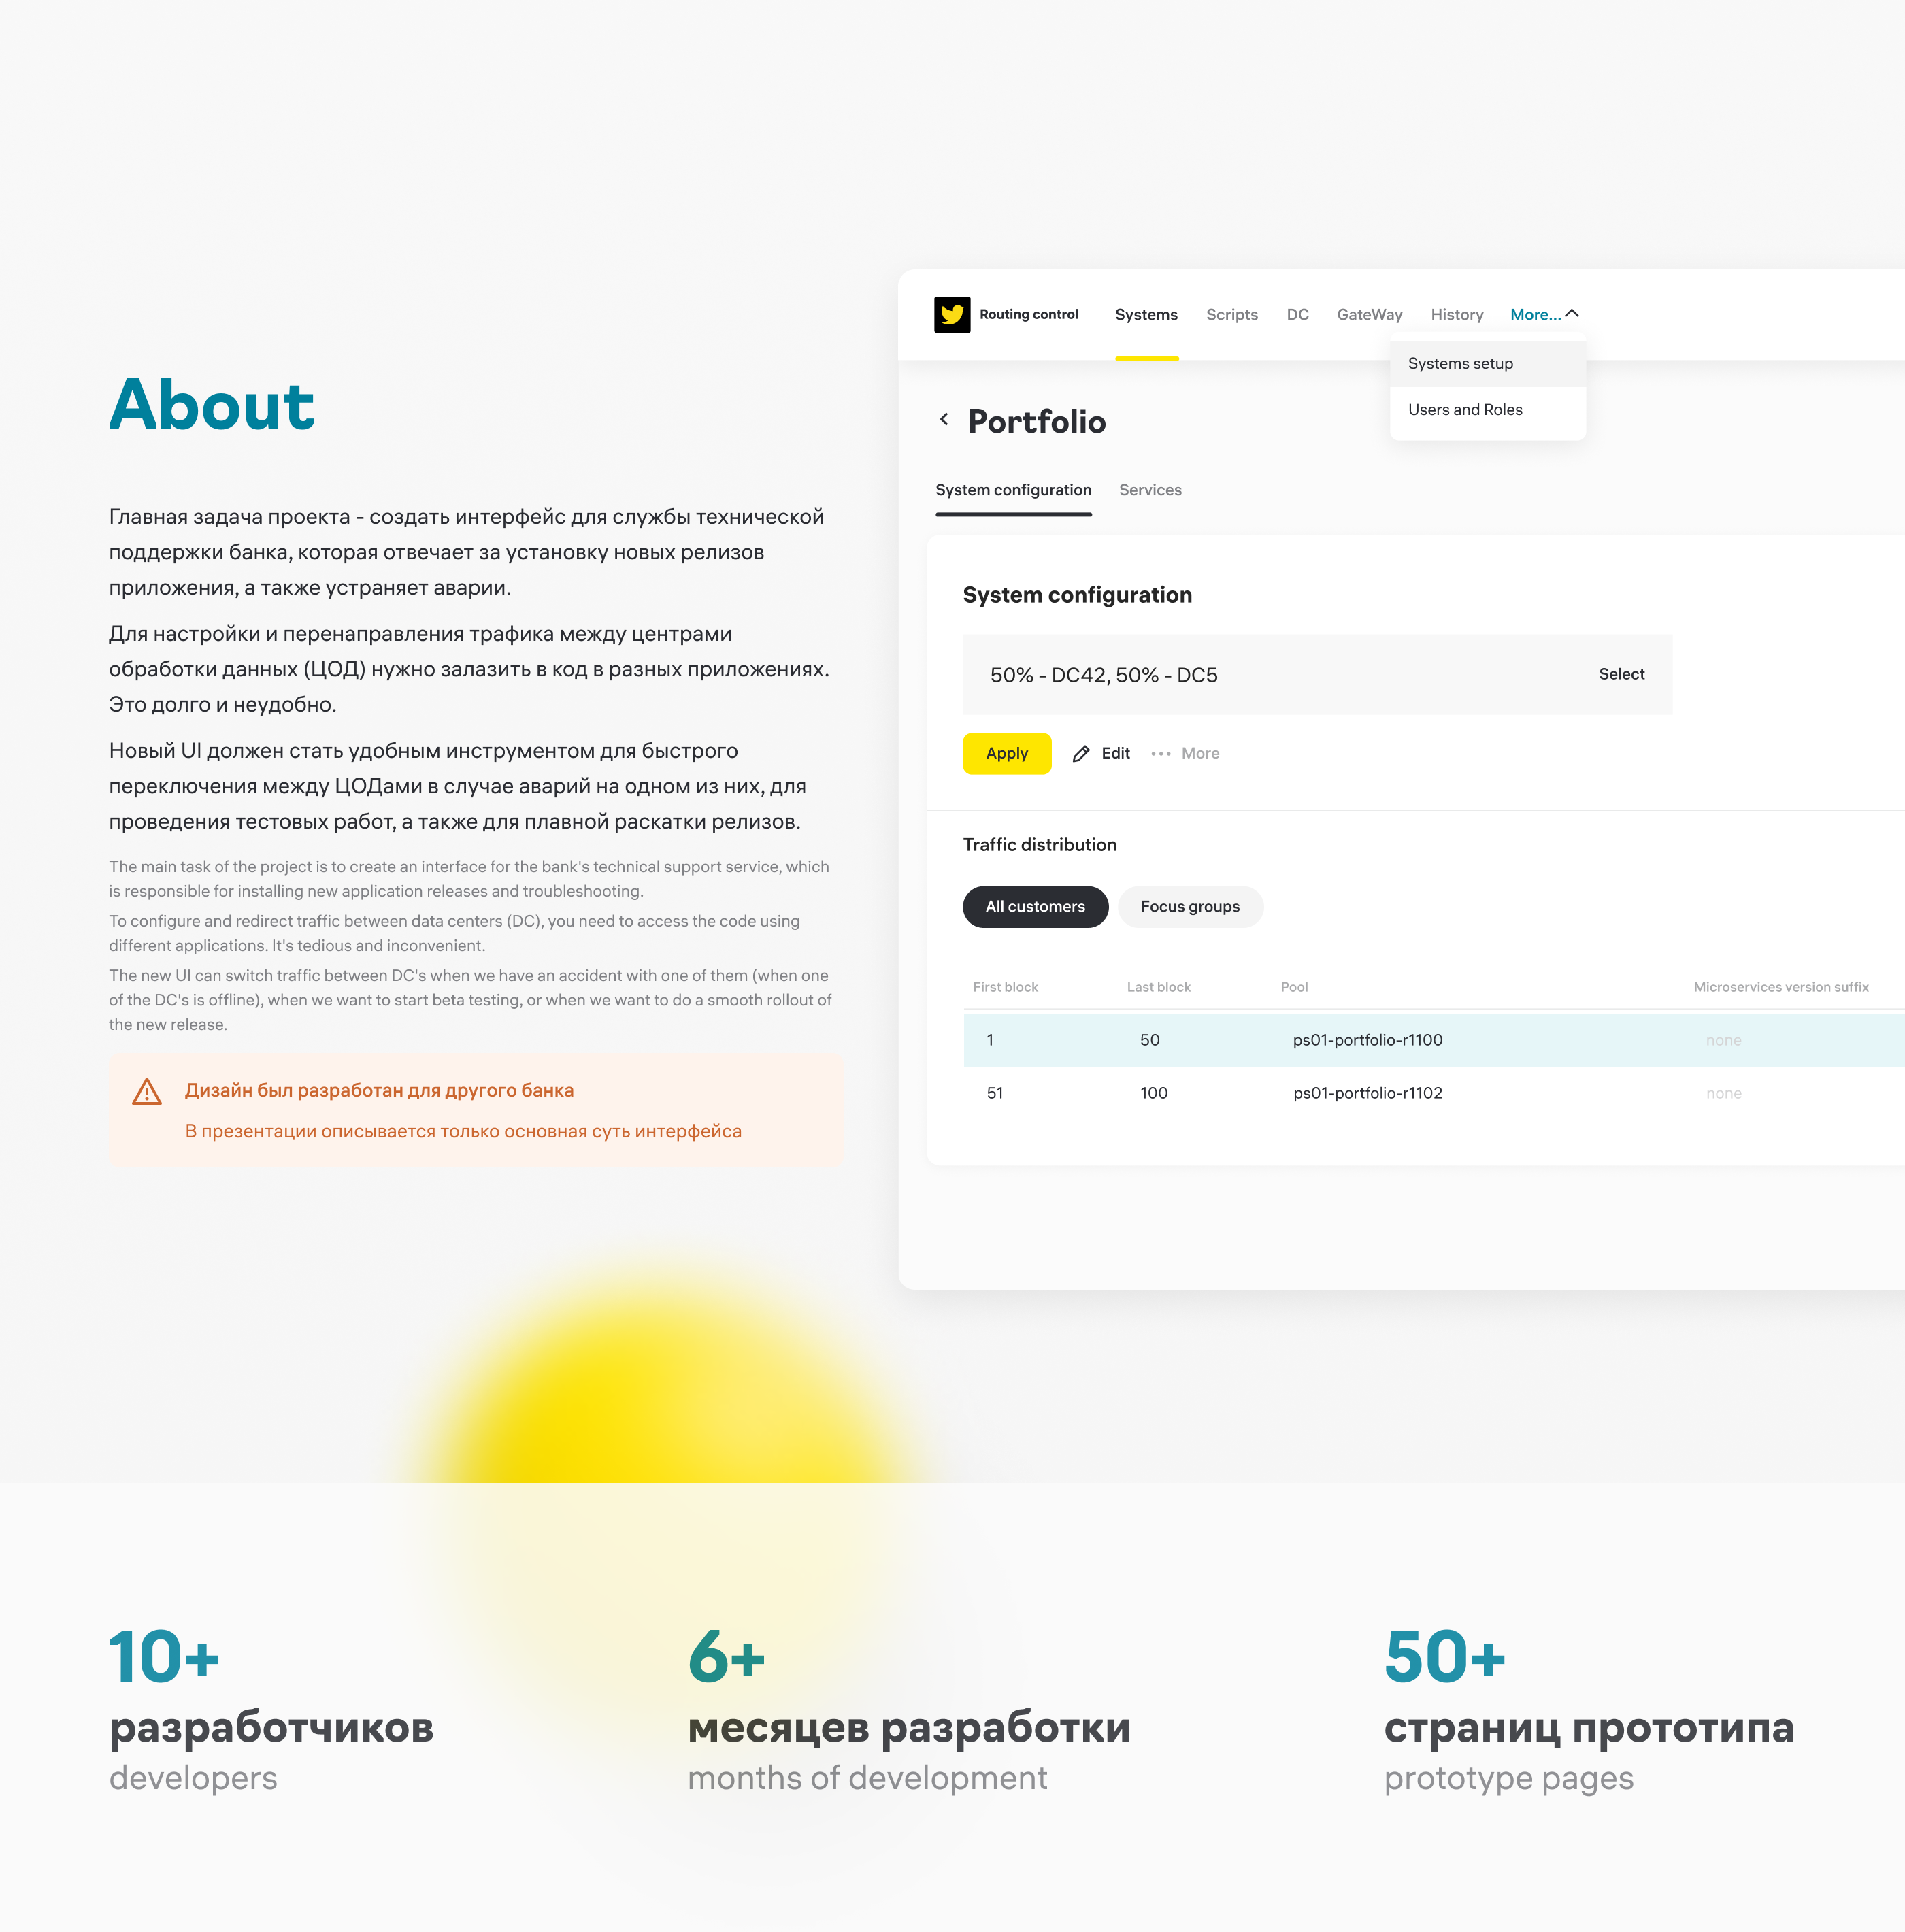 About
Главная задача проекта - создать интерфейс для службы технической
поддержки банка, которая отвечает за установку новых релизов
приложения, а также устраняет аварии.
Для настройки и перенаправления трафика между центрами
обработки данных (ЦОД) нужно залазить в код в разных приложениях.
Это долго и неудобно.
Новый UI должен стать удобным инструментом для быстрого
переключения между ЦОДами в случае аварий на одном из них, для
проведения тестовых работ, а также для плавной раскатки релизов.
The main task of the project is to create an interface for the bank's technical support service, which
is responsible for installing new application releases and troubleshooting.
To configure and redirect traffic between data centers (DC), you need to access the code using
different applications. It's tedious and inconvenient.
The new UI can switch traffic between DC's when we have an accident with one of them (when one
of the DC's is offline), when we want to start beta testing, or when we want to do a smooth rollout of
the new release.
Дизайн был разработан для другого банка
В презентации описывается только основная суть интерфейса
Routing control Systems Scripts DC GateWay History More...
Systems setup
Users and Roles
Portfolio
System configuration Services
System configuration
50% - DC42, 50% - DC5 Select
Apply Edit More
Traffic distribution
All customers Focus groups
First block Last block Pool Microservices version suffix
1 50 ps01-portfolio-r1100 none
51 100 ps01-portfolio-r1102 none
10+
разработчиков
developers
6+
месяцев разработки
months of development
50+
страниц прототипа
prototype pages